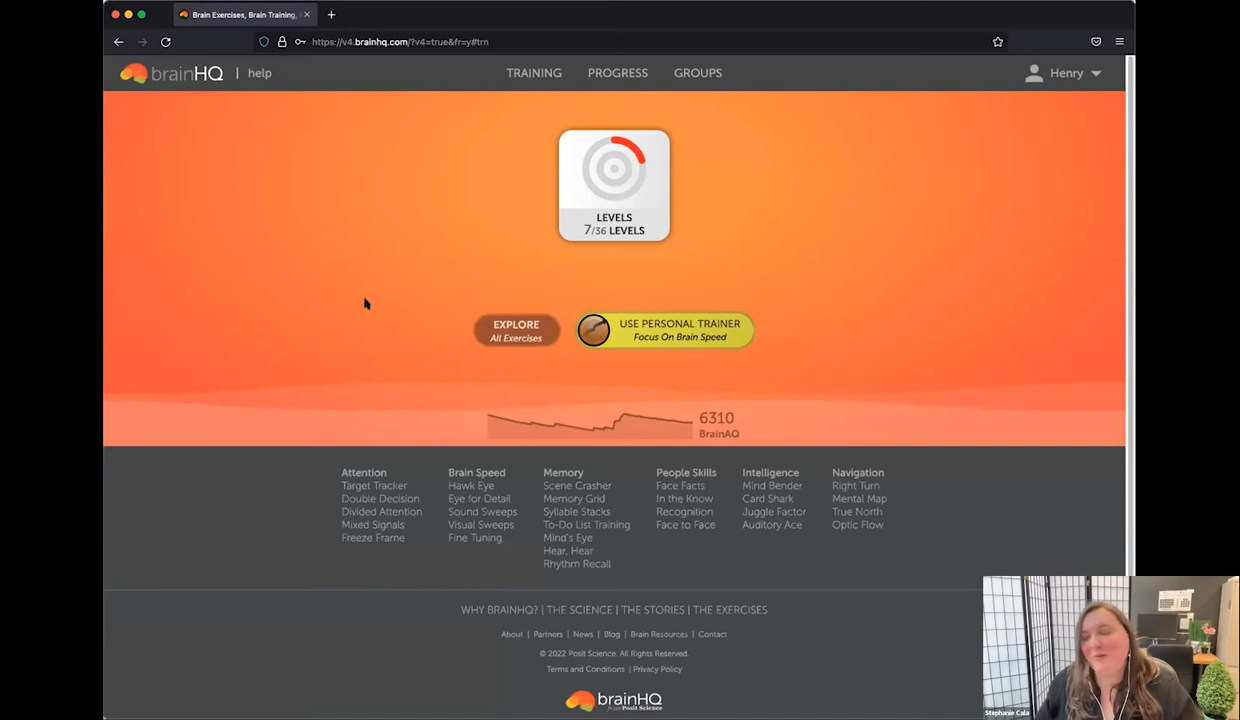 Brain Exercises, Brain Training,
https://v4.brainhq.com/?v4=true&fr=y#trn
brainHQ | help
TRAINING PROGRESS GROUPS
Henry
LEVELS
7/36 LEVELS
EXPLORE
All Exercises
USE PERSONAL TRAINER
Focus On Brain Speed
6310
BrainAQ
Attention
Target Tracker
Double Decision
Divided Attention
Mixed Signals
Freeze Frame
Brain Speed
Hawk Eye
Eye for Detail
Sound Sweeps
Visual Sweeps
Fine Tuning
Memory
Scene Crasher
Memory Grid
Syllable Stacks
To-Do List Training
Mind's Eye
Hear, Hear
Rhythm Recall
People Skills
Face Facts
In the Know
Recognition
Face to Face
Intelligence
Mind Bender
Card Shark
Juggle Factor
Auditory Ace
Navigation
Right Turn
Mental Map
True North
Optic Flow
WHY BRAINHQ? | THE SCIENCE | THE STORIES | THE EXERCISES
About | Partners | News | Blog | Brain Resources | Contact
© 2022 Posit Science. All Rights Reserved.
Terms and Conditions | Privacy Policy
brainHQ
from Posit Science
Stephanie Cala